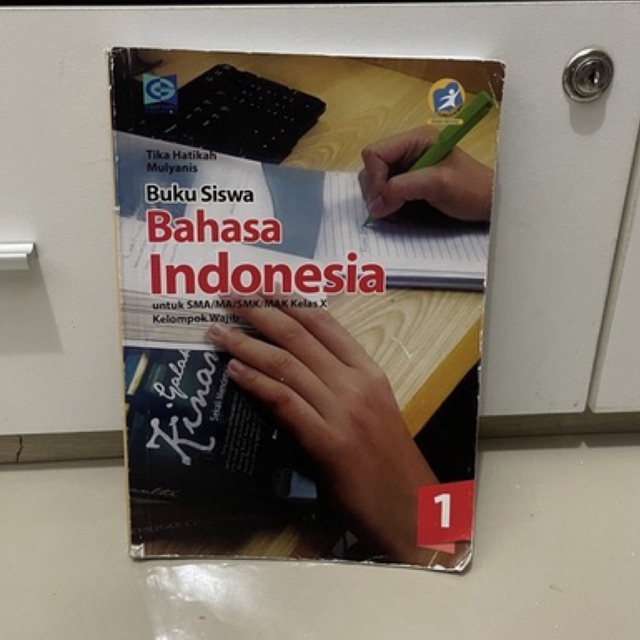 Tika Hatikah
Mulyanis
Buku Siswa
Bahasa
Indonesia
untuk SMA/MA/SMK/MAK Kelas X
Kelompok Wajib
1